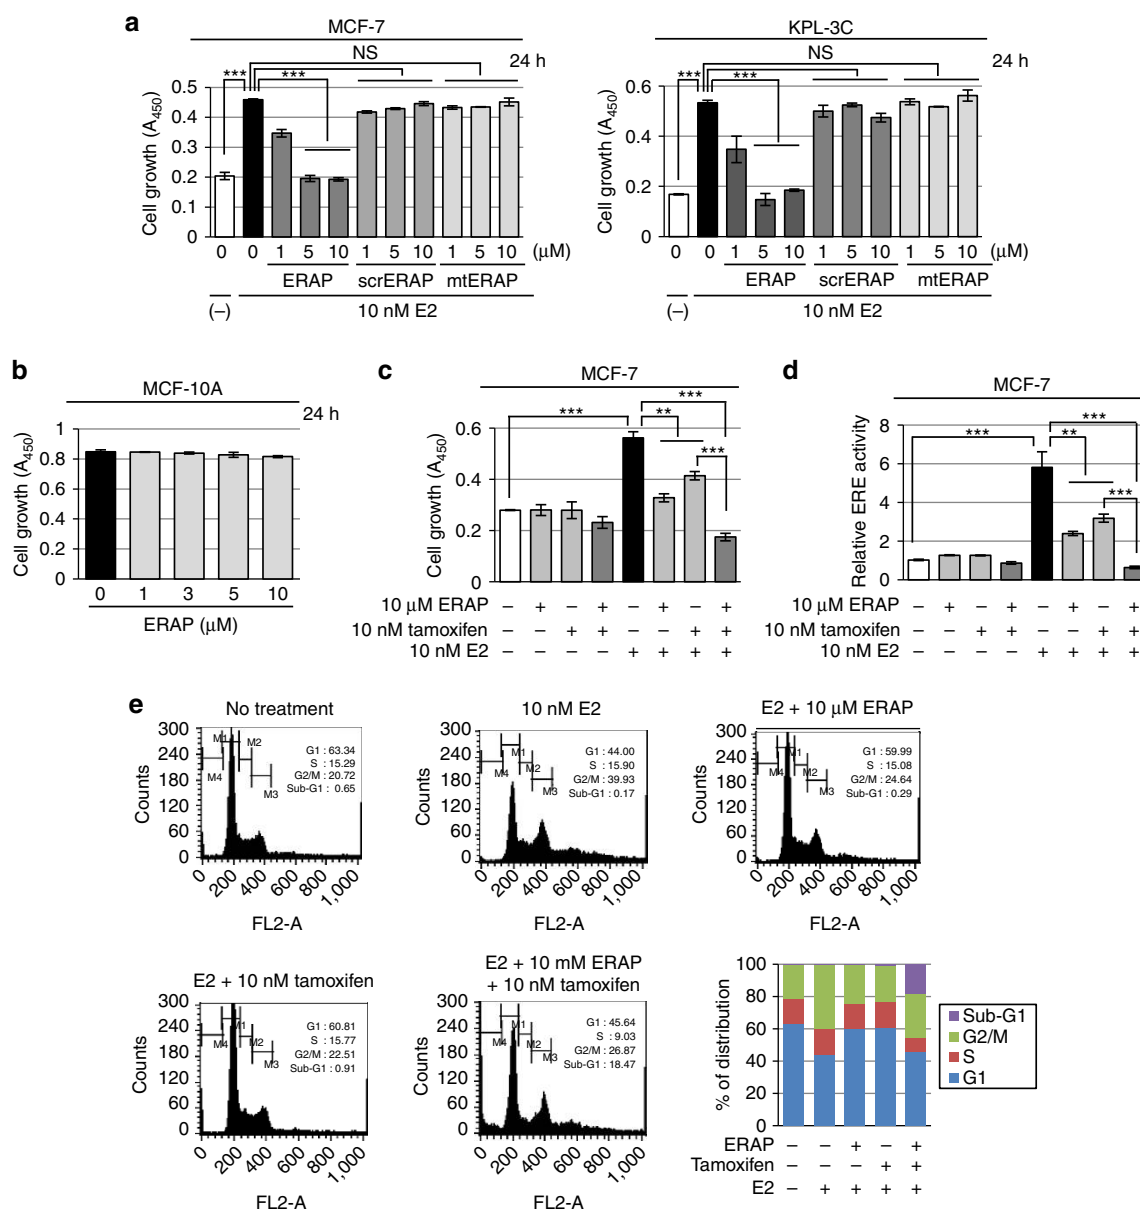 a
MCF-7
NS
24 h
***
***
Cell growth (A450)
0.5
0.4
0.3
0.2
0.1
0
0 0 1 5 10 1 5 10 1 5 10 (μM)
ERAP scrERAP mtERAP
(–) 10 nM E2
KPL-3C
NS
24 h
***
***
Cell growth (A450)
0.6
0.4
0.2
0
0 0 1 5 10 1 5 10 1 5 10 (μM)
ERAP scrERAP mtERAP
(–) 10 nM E2
b
MCF-10A
24 h
Cell growth (A450)
1
0.8
0.6
0.4
0.2
0
0 1 3 5 10
ERAP (μM)
c
MCF-7
***
***
**
***
Cell growth (A450)
0.6
0.4
0.2
0
10 μM ERAP – + – + – + – +
10 nM tamoxifen – – + + – – + +
10 nM E2 – – – – + + + +
d
MCF-7
***
***
**
***
Relative ERE activity
8
6
4
2
0
10 μM ERAP – + – + – + – +
10 nM tamoxifen – – + + – – + +
10 nM E2 – – – – + + + +
e
No treatment
Counts
300
240
180
120
60
0
M1
M2
M4
M3
G1 : 63.34
S : 15.29
G2/M : 20.72
Sub-G1 : 0.65
0 200 400 600 800 1,000
FL2-A
10 nM E2
Counts
300
240
180
120
60
0
M1
M2
M4
M3
G1 : 44.00
S : 15.90
G2/M : 39.93
Sub-G1 : 0.17
0 200 400 600 800 1,000
FL2-A
E2 + 10 μM ERAP
Counts
300
240
180
120
60
0
M1
M4
M2
M3
G1 : 59.99
S : 15.08
G2/M : 24.64
Sub-G1 : 0.29
0 200 400 600 800 1,000
FL2-A
E2 + 10 nM tamoxifen
Counts
300
240
180
120
60
0
M1
M4
M2
M3
G1 : 60.81
S : 15.77
G2/M : 22.51
Sub-G1 : 0.91
0 200 400 600 800 1,000
FL2-A
E2 + 10 mM ERAP
+ 10 nM tamoxifen
Counts
300
240
180
120
60
0
M1
M4
M2
M3
G1 : 45.64
S : 9.03
G2/M : 26.87
Sub-G1 : 18.47
0 200 400 600 800 1,000
FL2-A
% of distribution
100
80
60
40
20
0
Sub-G1
G2/M
S
G1
ERAP – – + – +
Tamoxifen – – – + +
E2 – + + + +